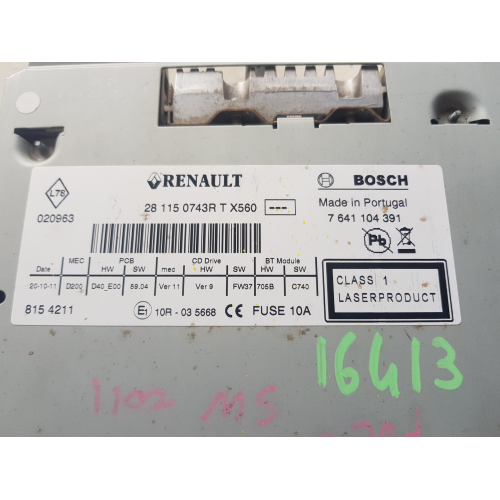 L78
020963
RENAULT
28 115 0743R T X560 ---
BOSCH
Made in Portugal
7 641 104 391
Pb
MEC PCB CD Drive BT Module
Date HW SW mec HW SW HW SW
20-10-11 D200 D40_E00 89.04 Ver 11 Ver 9 FW37 705B C740
815 4211
E1 10R - 03 5668 CE FUSE 10A
CLASS 1
LASERPRODUCT
16413
1102 MS